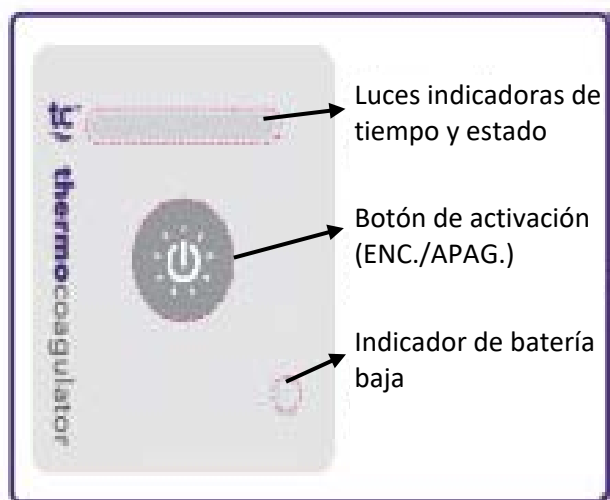 Luces indicadoras de
tiempo y estado
Botón de activación
(ENC./APAG.)
Indicador de batería
baja
thermocoagulator